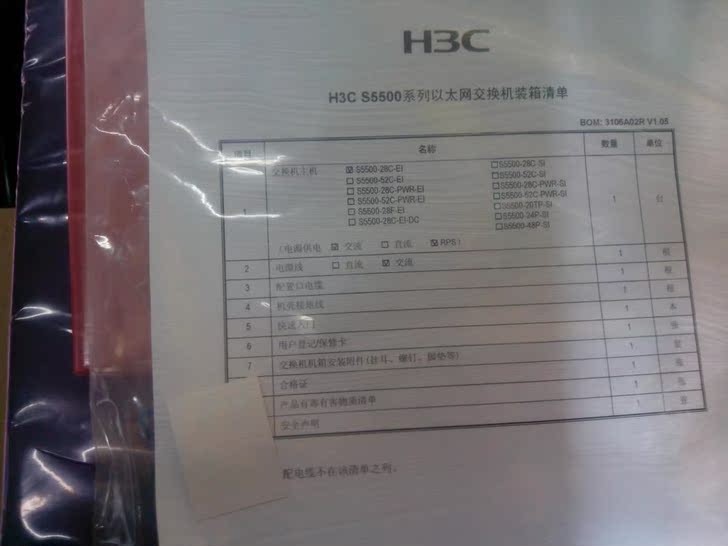 H3C
H3C S5500系列以太网交换机装箱清单
BOM: 3106A02R V1.08
项目 名称 数量 单位
1 交换机主机 ☑ S5500-28C-EI □ S5500-28C-SI 1 台
□ S5500-52C-EI □ S5500-52C-SI
□ S5500-28C-PWR-EI □ S5500-28C-PWR-SI
□ S5500-52C-PWR-EI □ S5500-52C-PWR-SI
□ S5500-28F-EI □ S5500-20TP-SI
□ S5500-28C-EI-DC □ S5500-24P-SI
□ S5500-48P-SI
(电源供电 ☑ 交流 □ 直流 ☑ RPS)
2 电源线 □ 直流 ☑ 交流 1 根
3 配置口电缆 1 根
4 机壳接地线 1 根
5 快速入门 1 本
6 用户登记/保修卡 1 张
7 交换机机箱安装附件(挂耳、螺钉、脚垫等) 1 套
合格证 1
产品有毒有害物质清单 1
安全声明 1
配电缆不在该清单之列。